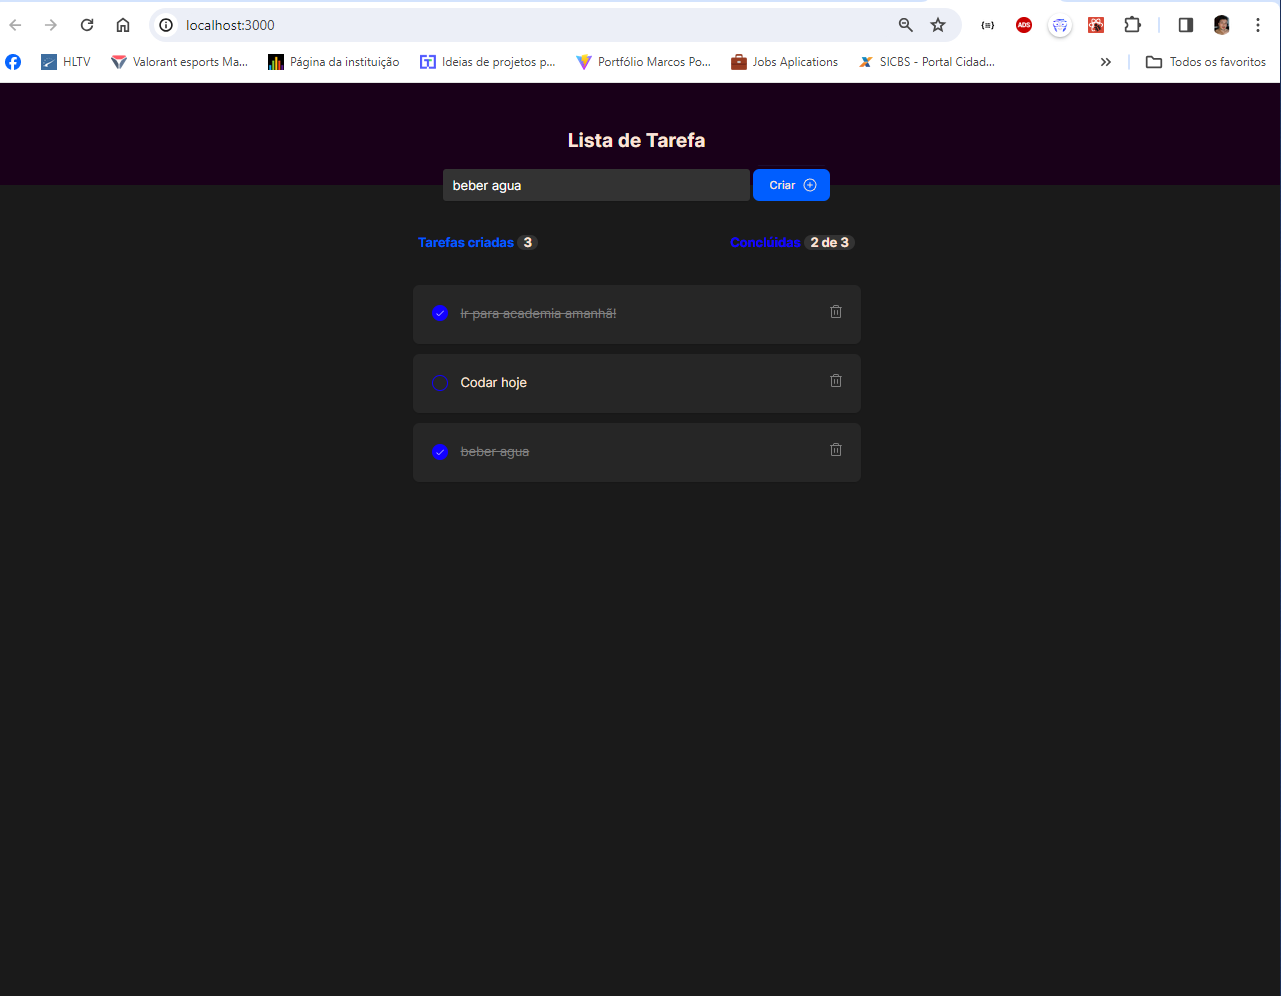 localhost:3000
{≡} ADS
HLTV Valorant esports Ma... Página da instituição Ideias de projetos p... Portfólio Marcos Po... Jobs Aplications SICBS - Portal Cidad... » Todos os favoritos
Lista de Tarefa
beber agua Criar
Tarefas criadas 3 Conclúidas 2 de 3
Ir para academia amanhã!
Codar hoje
beber agua